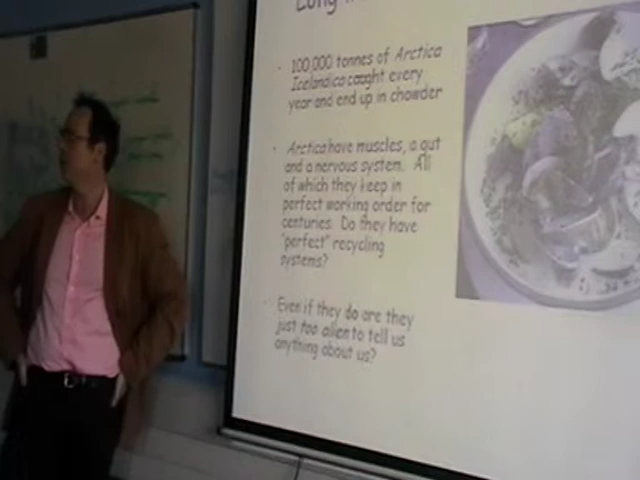 Long
100,000 tonnes of Arctica
Icelandica caught every
year and end up in chowder
Arctica have muscles, a gut
and a nervous system. All
of which they keep in
perfect working order for
centuries. Do they have
"perfect" recycling
systems?
Even if they do are they
just too alien to tell us
anything about us?